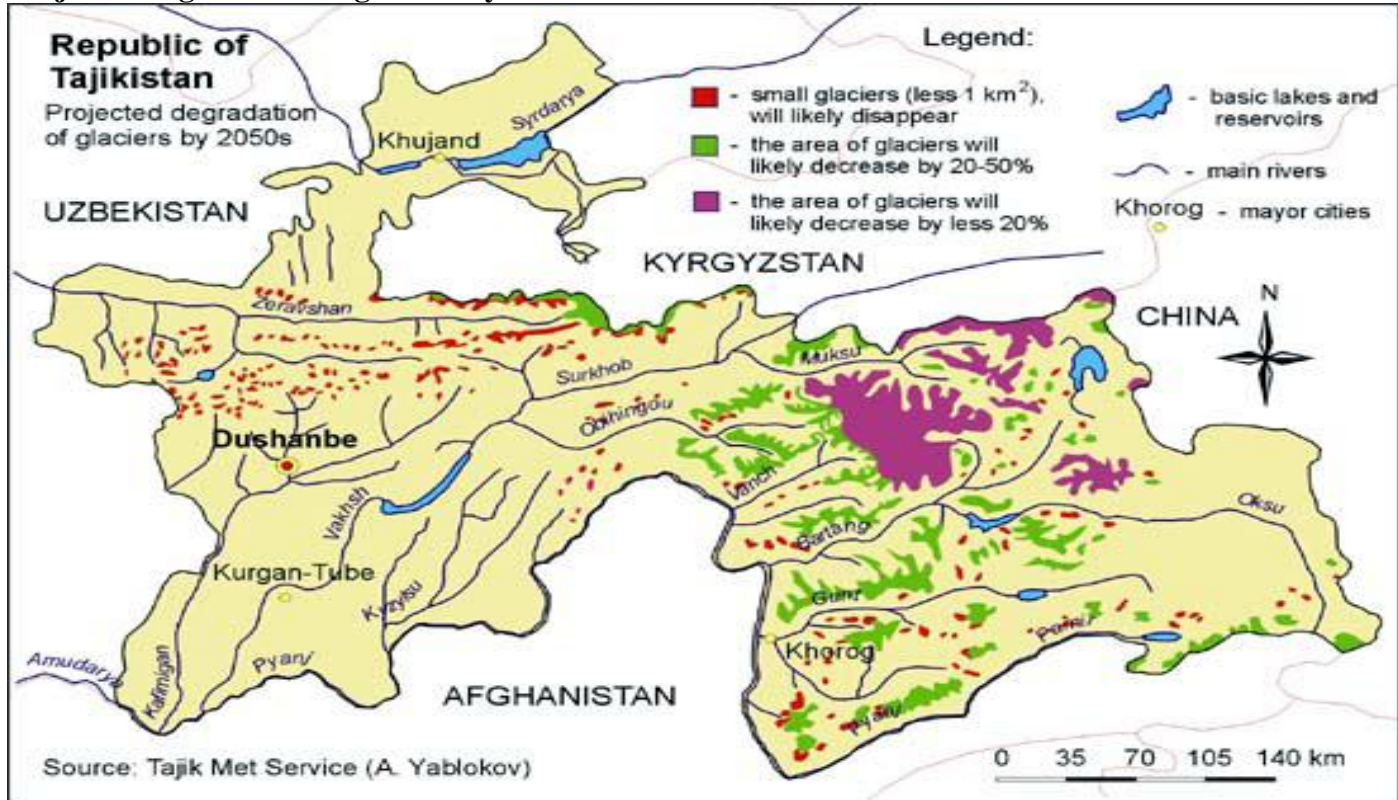 Republic of
Tajikistan
Projected degradation
of glaciers by 2050s
Legend:
- small glaciers (less 1 km²),
will likely disappear
- the area of glaciers will
likely decrease by 20-50%
- the area of glaciers will
likely decrease by less 20%
- basic lakes and
reservoirs
- main rivers
Khorog - mayor cities
Syrdarya
Khujand
UZBEKISTAN
KYRGYZSTAN
CHINA
N
Zeravshan
Surkhob
Muksu
Obihingou
Dushanbe
Vakhsh
Vanch
Bartang
Oksu
Kurgan-Tube
Kyzylsu
Gunt
Pamir
Khorog
Amudarya
Kafirnigan
Pyanj
AFGHANISTAN
Pyanj
Source: Tajik Met Service (A. Yablokov)
0 35 70 105 140 km